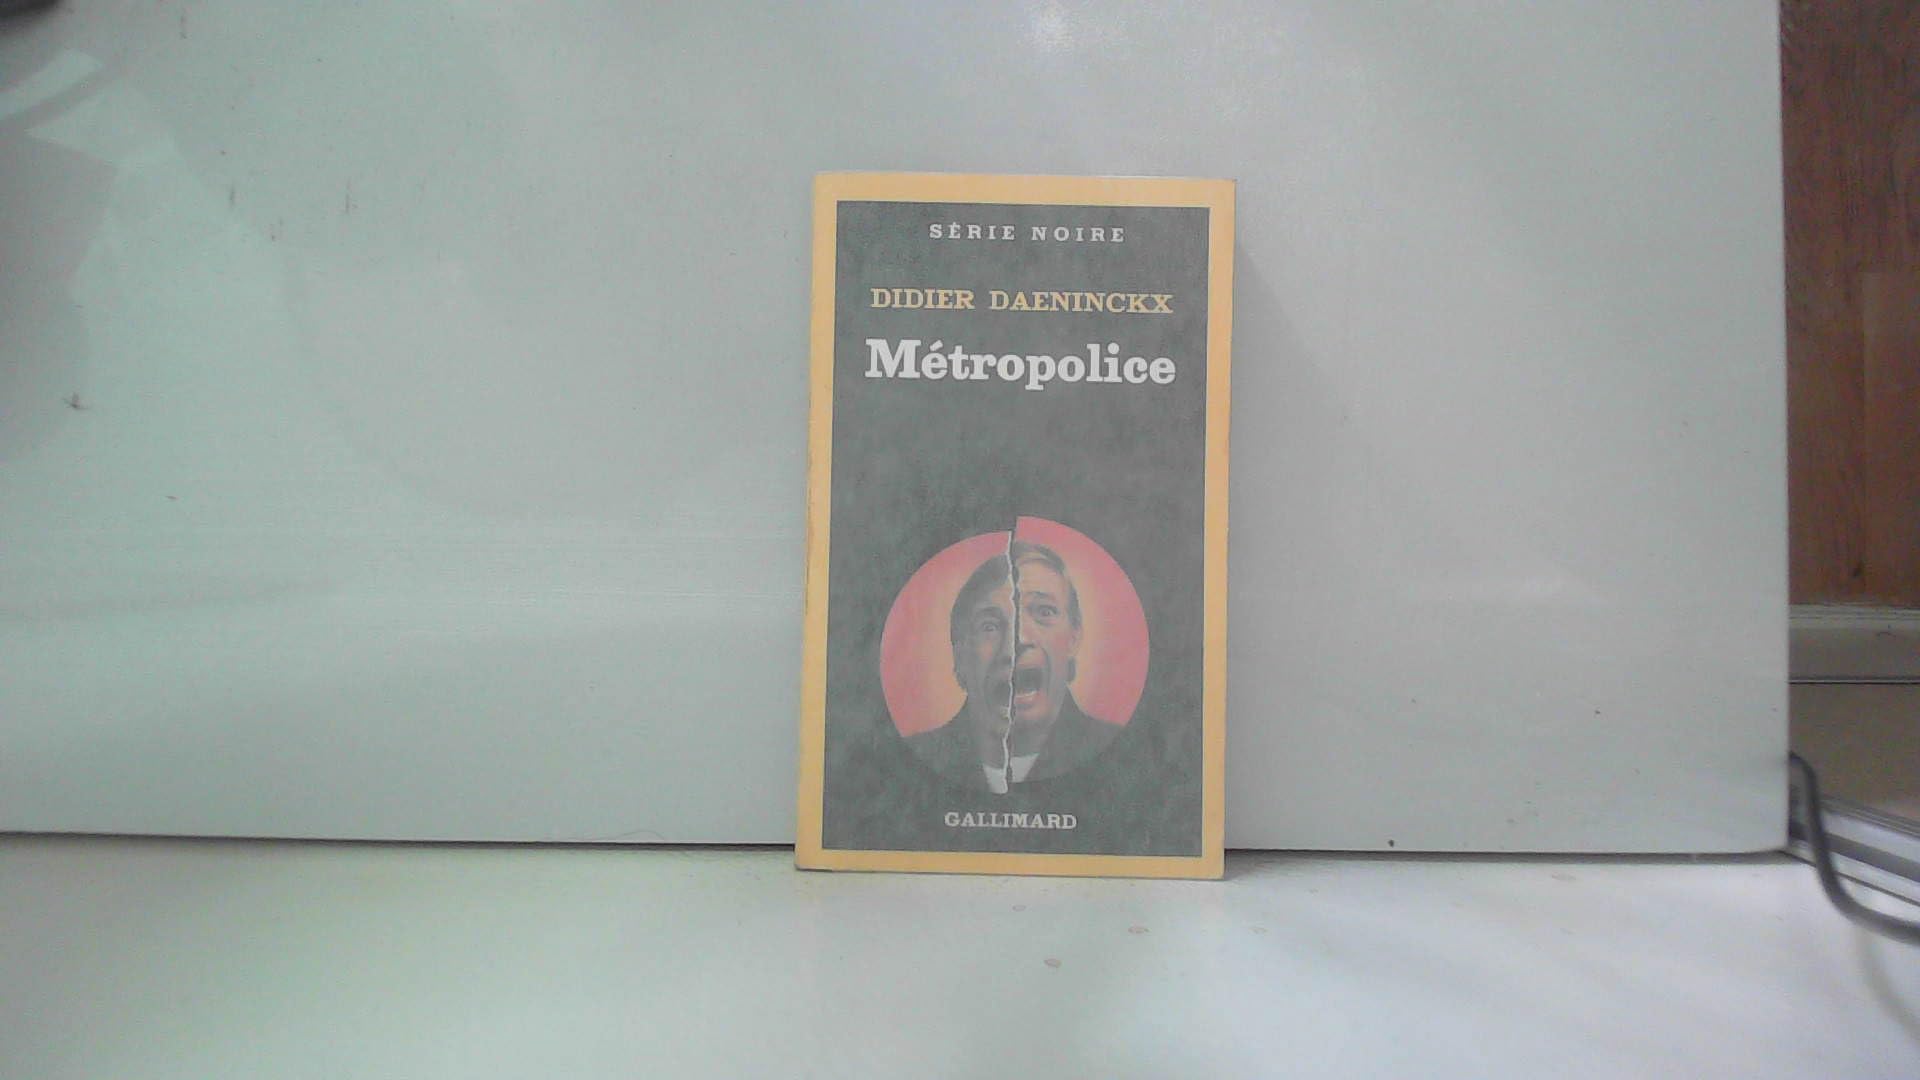 SÉRIE NOIRE
DIDIER DAENINCKX
Métropolice
GALLIMARD